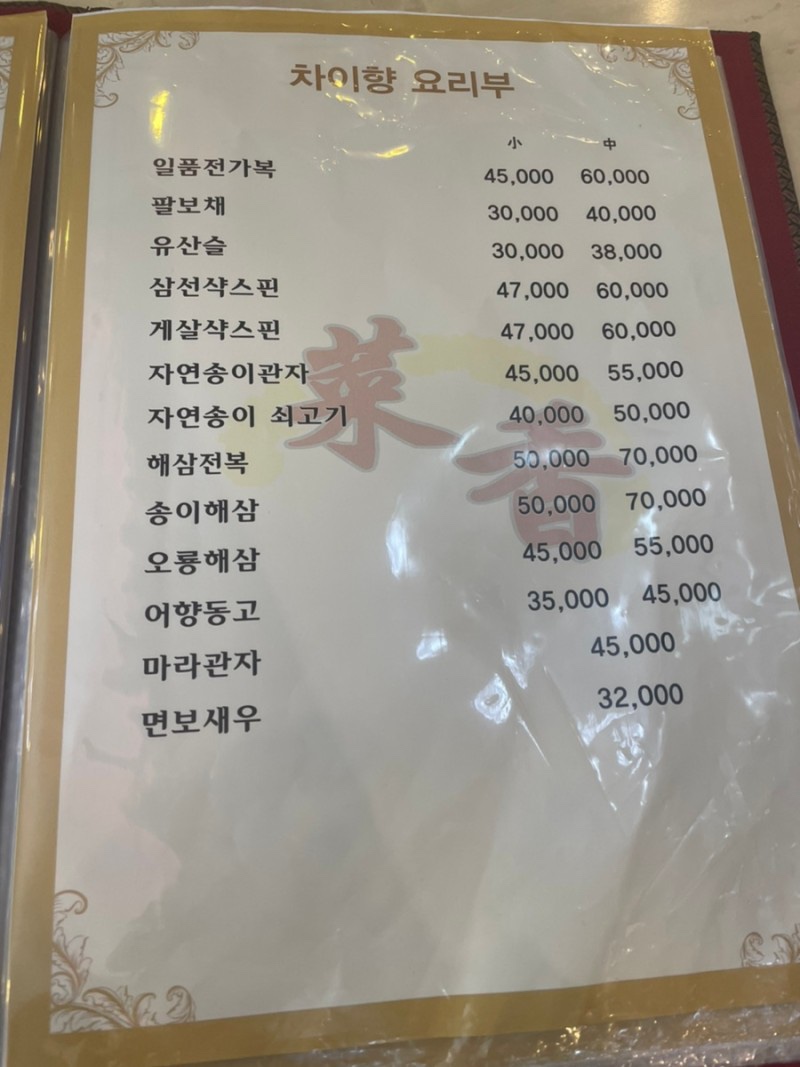 차이향 요리부
小 中
일품전가복 45,000 60,000
팔보채 30,000 40,000
유산슬 30,000 38,000
삼선샥스핀 47,000 60,000
게살샥스핀 47,000 60,000
자연송이관자 45,000 55,000
자연송이 쇠고기 40,000 50,000
해삼전복 50,000 70,000
송이해삼 50,000 70,000
오룡해삼 45,000 55,000
어향동고 35,000 45,000
마라관자 45,000
면보새우 32,000
菜香